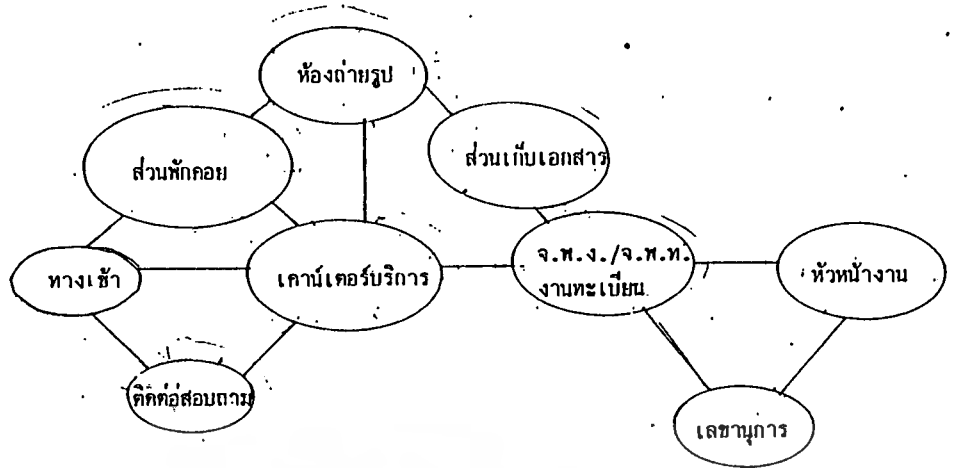 ห้องถ่ายรูป
ส่วนพักคอย
ส่วนเก็บเอกสาร
ทางเข้า
เคาน์เตอร์บริการ
จ.พ.ง./จ.พ.ท.
งานทะเบียน
หัวหน้างาน
ติดต่อสอบถาม
เลขานุการ